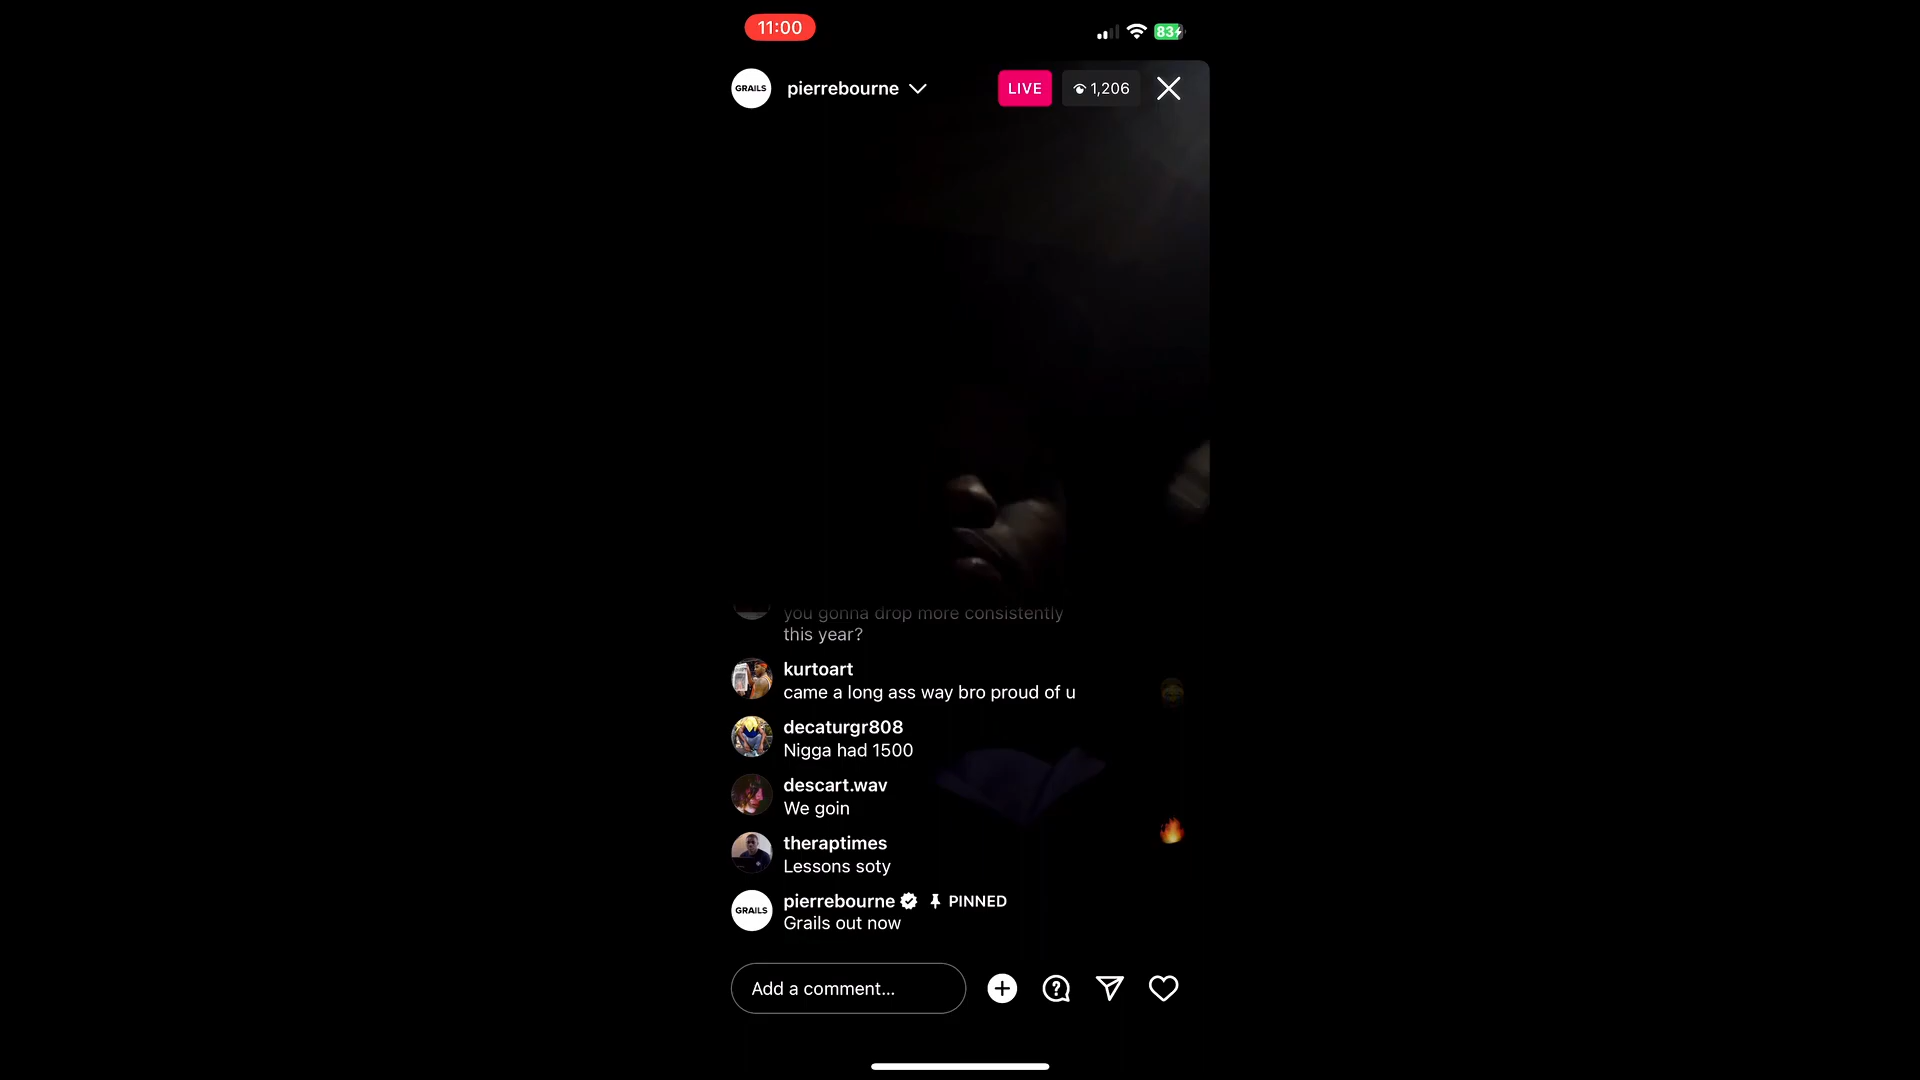 11:00
83
GRAILS
pierrebourne
LIVE
1,206
you gonna drop more consistently
this year?
kurtoart
came a long ass way bro proud of u
decaturgr808
Nigga had 1500
descart.wav
We goin
theraptimes
Lessons soty
GRAILS
pierrebourne PINNED
Grails out now
Add a comment...